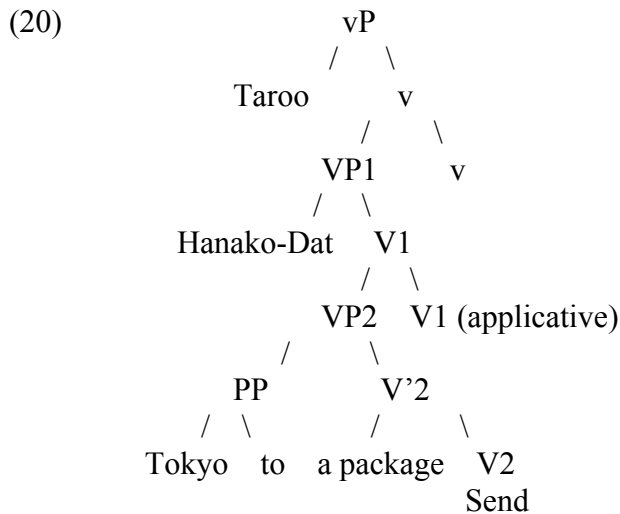 (20) vP
Taroo v
VP1 v
Hanako-Dat V1
VP2 V1 (applicative)
PP V’2
Tokyo to a package V2
Send